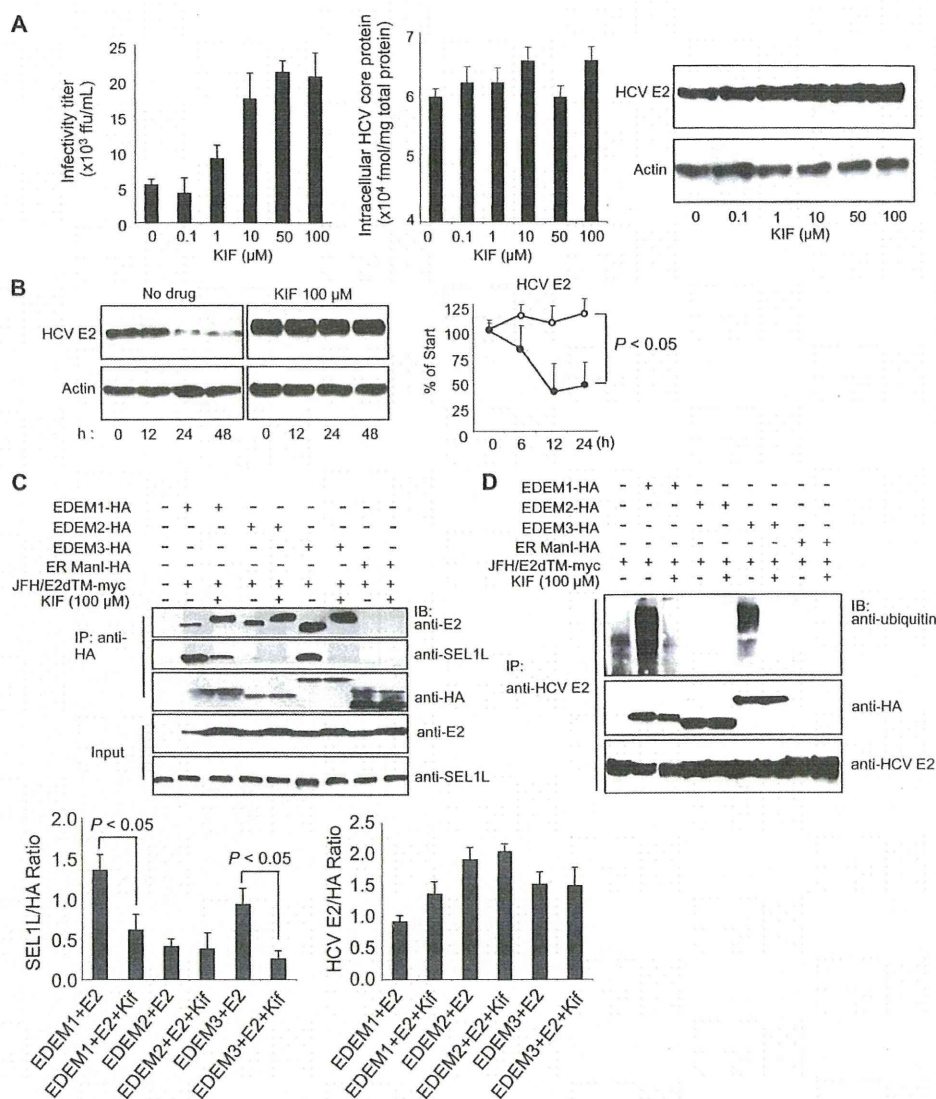 A
Infectivity titer
(x10³ ffu/mL)
25
20
15
10
5
0
0 0.1 1 10 50 100
KIF (µM)
Intracellular HCV core protein
(x10⁴ fmol/mg total protein)
7
6
5
4
0 0.1 1 10 50 100
KIF (µM)
HCV E2
Actin
0 0.1 1 10 50 100
KIF (µM)
B
No drug
KIF 100 µM
HCV E2
Actin
h : 0 12 24 48 0 12 24 48
HCV E2
% of Start
125
100
75
50
25
0
0 6 12 24 (h)
P < 0.05
C
EDEM1-HA - + + - - - - - -
EDEM2-HA - - - + + - - - -
EDEM3-HA - - - - - + + - -
ER ManI-HA - - - - - - - + +
JFH/E2dTM-myc - + + + + + + + +
KIF (100 µM) - - + - + - + - +
IP: anti-
HA
IB:
anti-E2
anti-SEL1L
anti-HA
Input
anti-E2
anti-SEL1L
D
EDEM1-HA - + + - - - - - -
EDEM2-HA - - - + + - - - -
EDEM3-HA - - - - - + + - -
ER ManI-HA - - - - - - - + +
JFH/E2dTM-myc + + + + + + + + +
KIF (100 µM) - - + - + - + - +
IP:
anti-HCV E2
IB:
anti-ubiquitin
anti-HA
anti-HCV E2
SEL1L/HA Ratio
2.0
1.5
1.0
0.5
0.0
P < 0.05
P < 0.05
EDEM1+E2
EDEM1+E2+Kif
EDEM2+E2
EDEM2+E2+Kif
EDEM3+E2
EDEM3+E2+Kif
HCV E2/HA Ratio
2.5
2.0
1.5
1.0
0.5
0.0
EDEM1+E2
EDEM1+E2+Kif
EDEM2+E2
EDEM2+E2+Kif
EDEM3+E2
EDEM3+E2+Kif